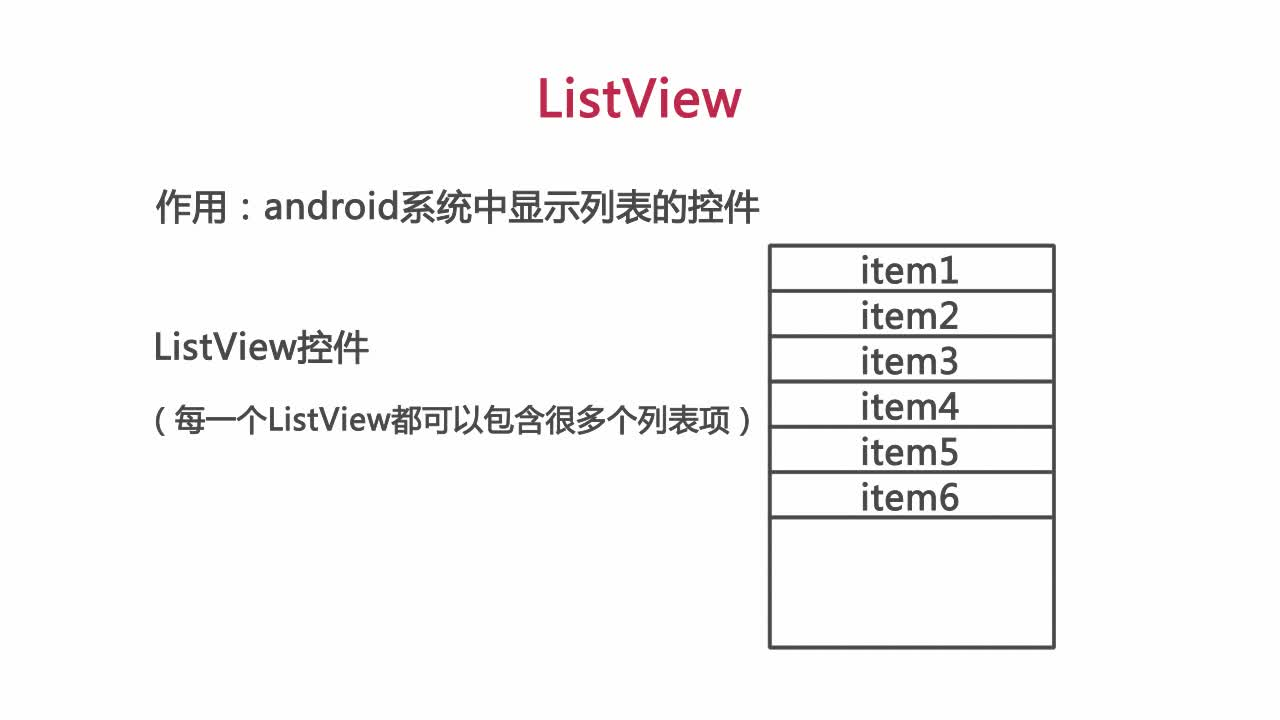 ListView
作用：android系统中显示列表的控件
ListView控件
（每一个ListView都可以包含很多个列表项）
item1
item2
item3
item4
item5
item6